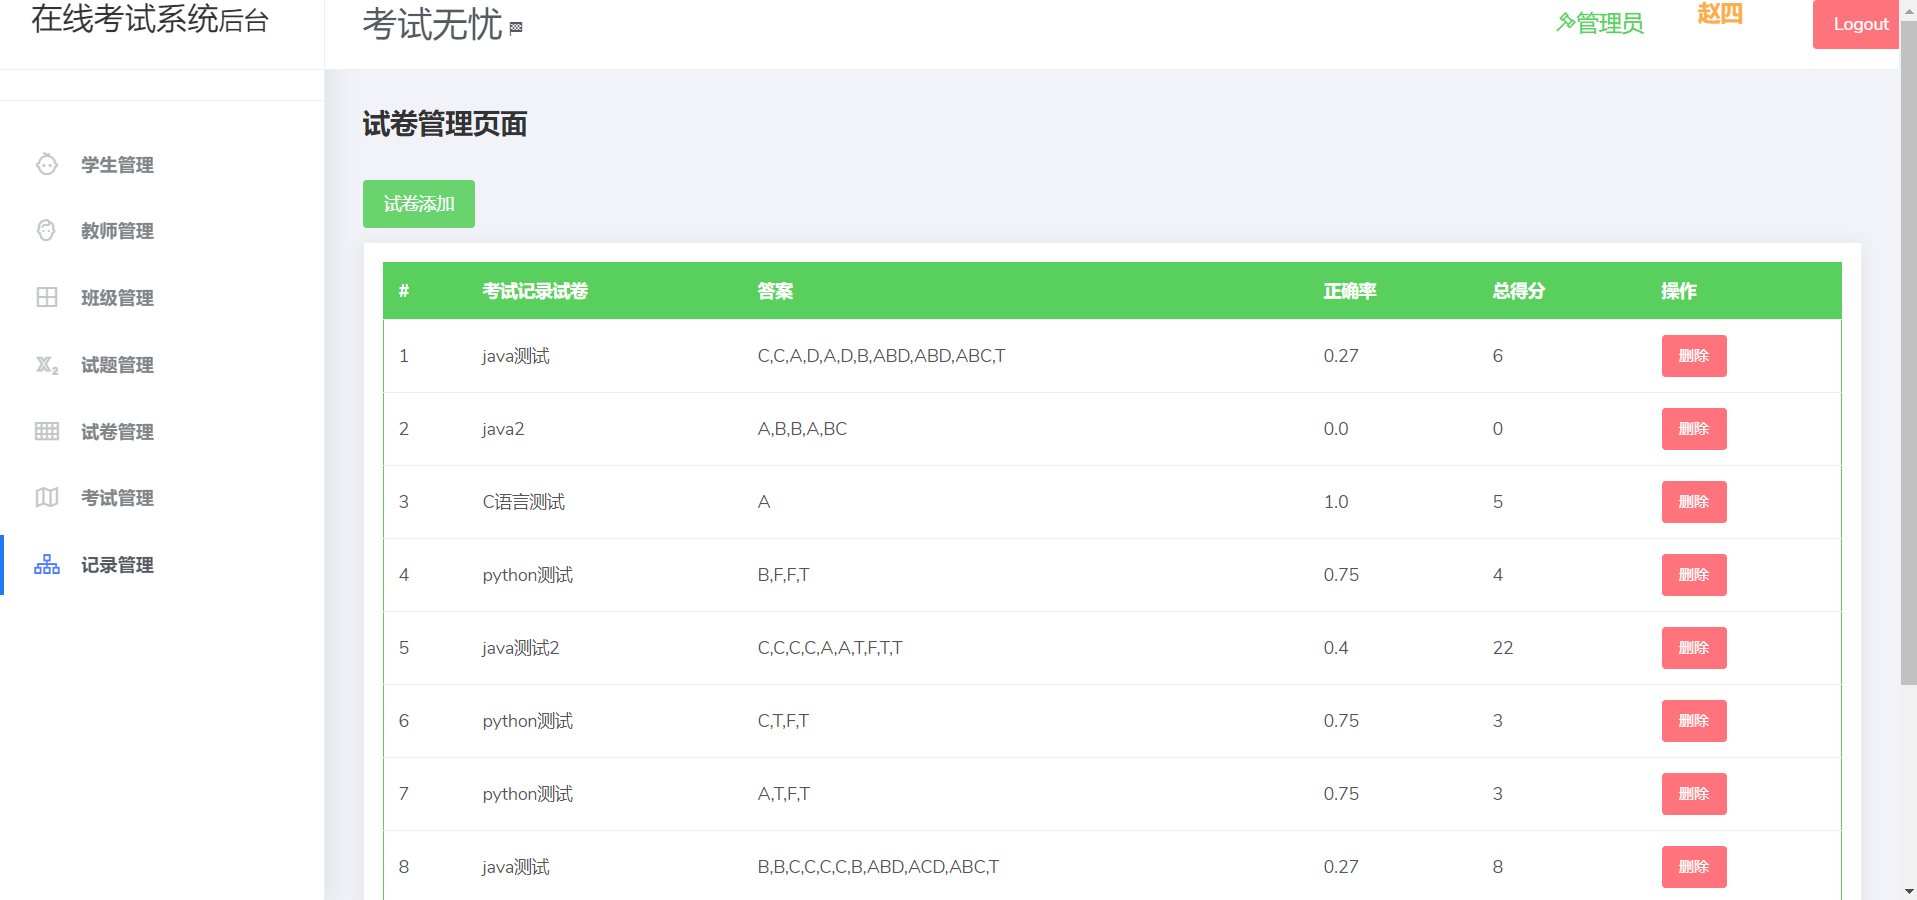 在线考试系统后台
考试无忧
管理员
赵四
Logout
学生管理
教师管理
班级管理
试题管理
试卷管理
考试管理
记录管理
试卷管理页面
试卷添加
# 考试记录试卷 答案 正确率 总得分 操作
1 java测试 C,C,A,D,A,D,B,ABD,ABD,ABC,T 0.27 6 删除
2 java2 A,B,B,A,BC 0.0 0 删除
3 C语言测试 A 1.0 5 删除
4 python测试 B,F,F,T 0.75 4 删除
5 java测试2 C,C,C,C,A,A,T,F,T,T 0.4 22 删除
6 python测试 C,T,F,T 0.75 3 删除
7 python测试 A,T,F,T 0.75 3 删除
8 java测试 B,B,C,C,C,C,B,ABD,ACD,ABC,T 0.27 8 删除